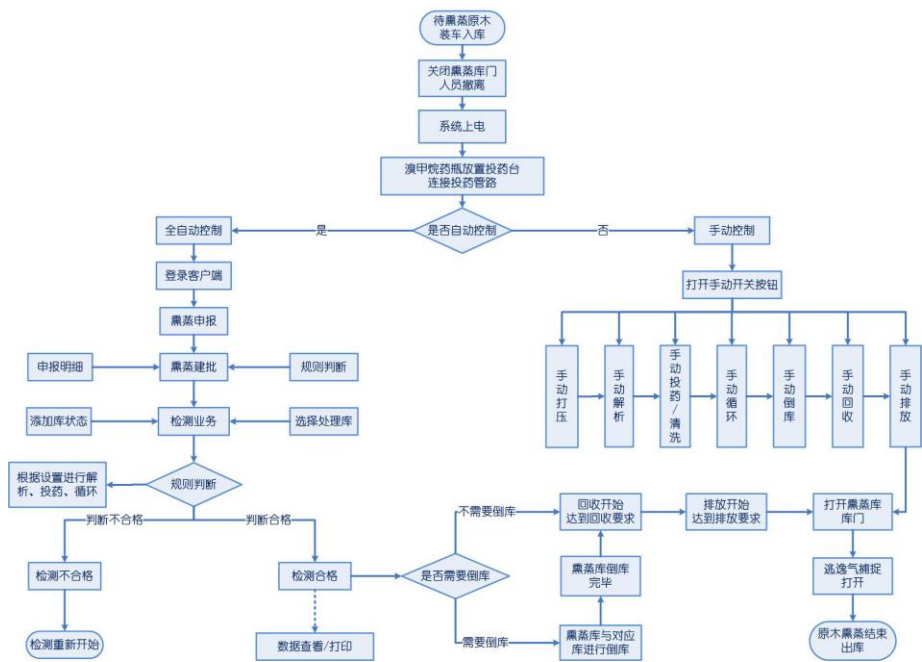 待熏蒸原木
装车入库
关闭熏蒸库门
人员撤离
系统上电
溴甲烷药瓶放置投药台
连接投药管路
全自动控制
是
是否自动控制
否
手动控制
登录客户端
打开手动开关按钮
熏蒸申报
申报明细
熏蒸建批
规则判断
手动打压
手动解析
手动投药/清洗
手动循环
手动倒库
手动回收
手动排放
添加库状态
检测业务
选择处理库
根据设置进行解
析、投药、循环
规则判断
判断不合格
判断合格
不需要倒库
回收开始
达到回收要求
排放开始
达到排放要求
打开熏蒸库
库门
检测不合格
检测合格
是否需要倒库
熏蒸库倒库
完毕
逃逸气捕捉
打开
检测重新开始
数据查看/打印
需要倒库
熏蒸库与对应
库进行倒库
原木熏蒸结束
出库